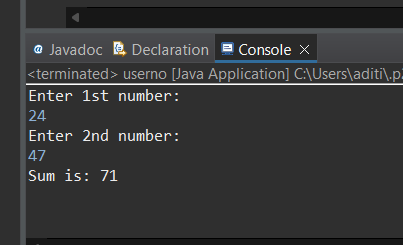 @ Javadoc Declaration Console
<terminated> userno [Java Application] C:\Users\aditi\.p
Enter 1st number:
24
Enter 2nd number:
47
Sum is: 71